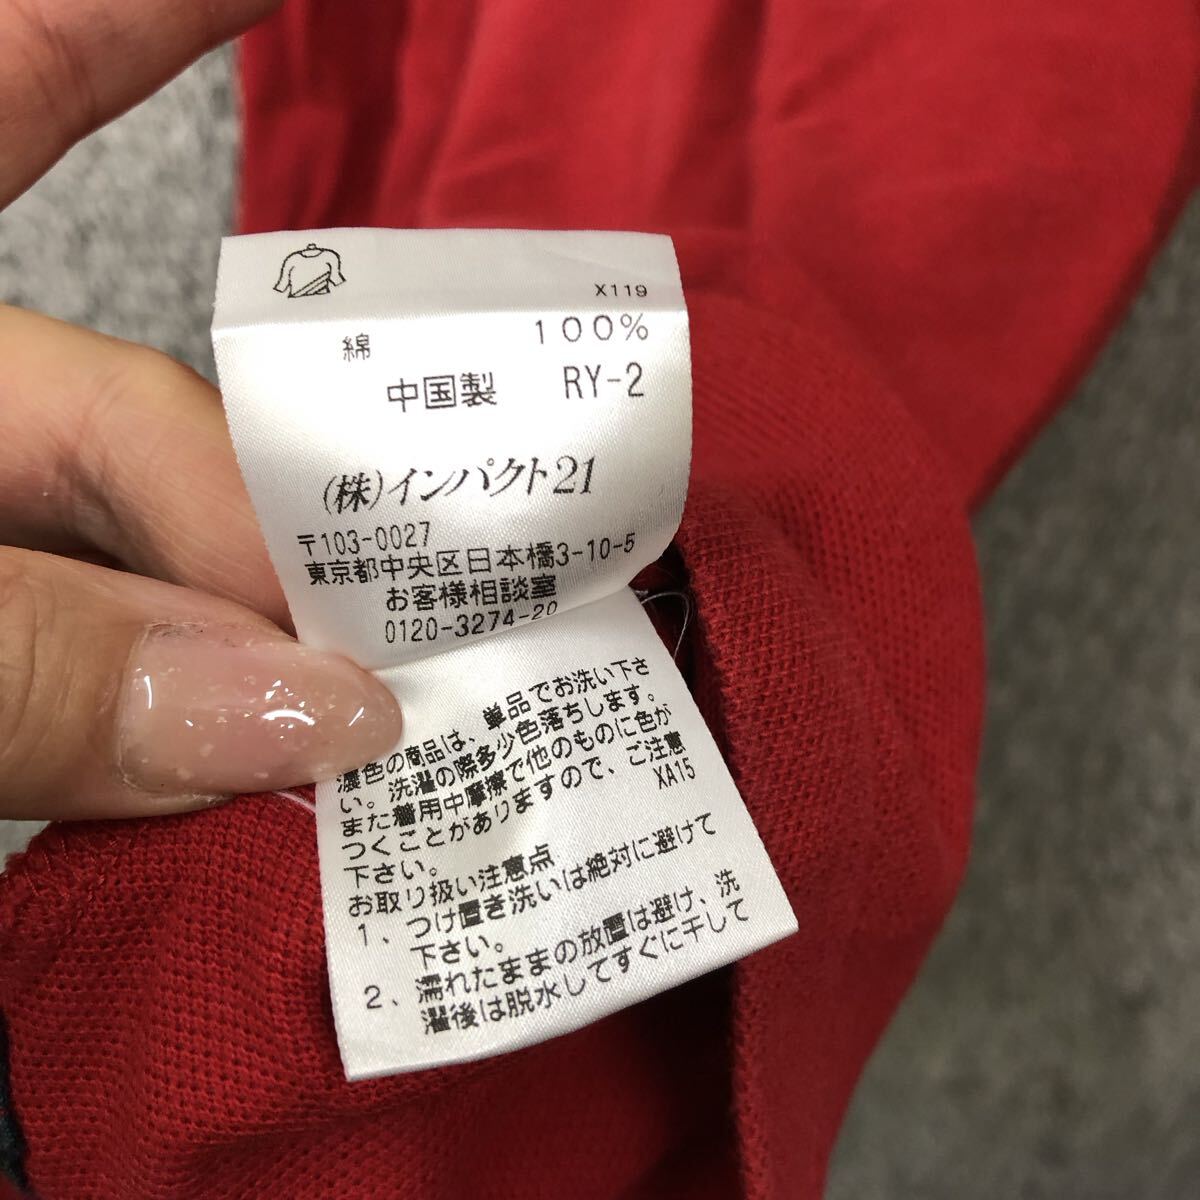 X119
綿 100%
中国製 RY-2
(株)インパクト21
〒103-0027
東京都中央区日本橋3-10-5
お客様相談室
0120-3274-20
濃色の商品は、単品でお洗い下さ
い。洗濯の際多少色落ちします。
また着用中摩擦で他のものに色が
つくことがありますので、ご注意
下さい。 XA15
お取り扱い注意点
1、つけ置き洗いは絶対に避けて
下さい。
2、濡れたままの放置は避け、洗
濯後は脱水してすぐに干して